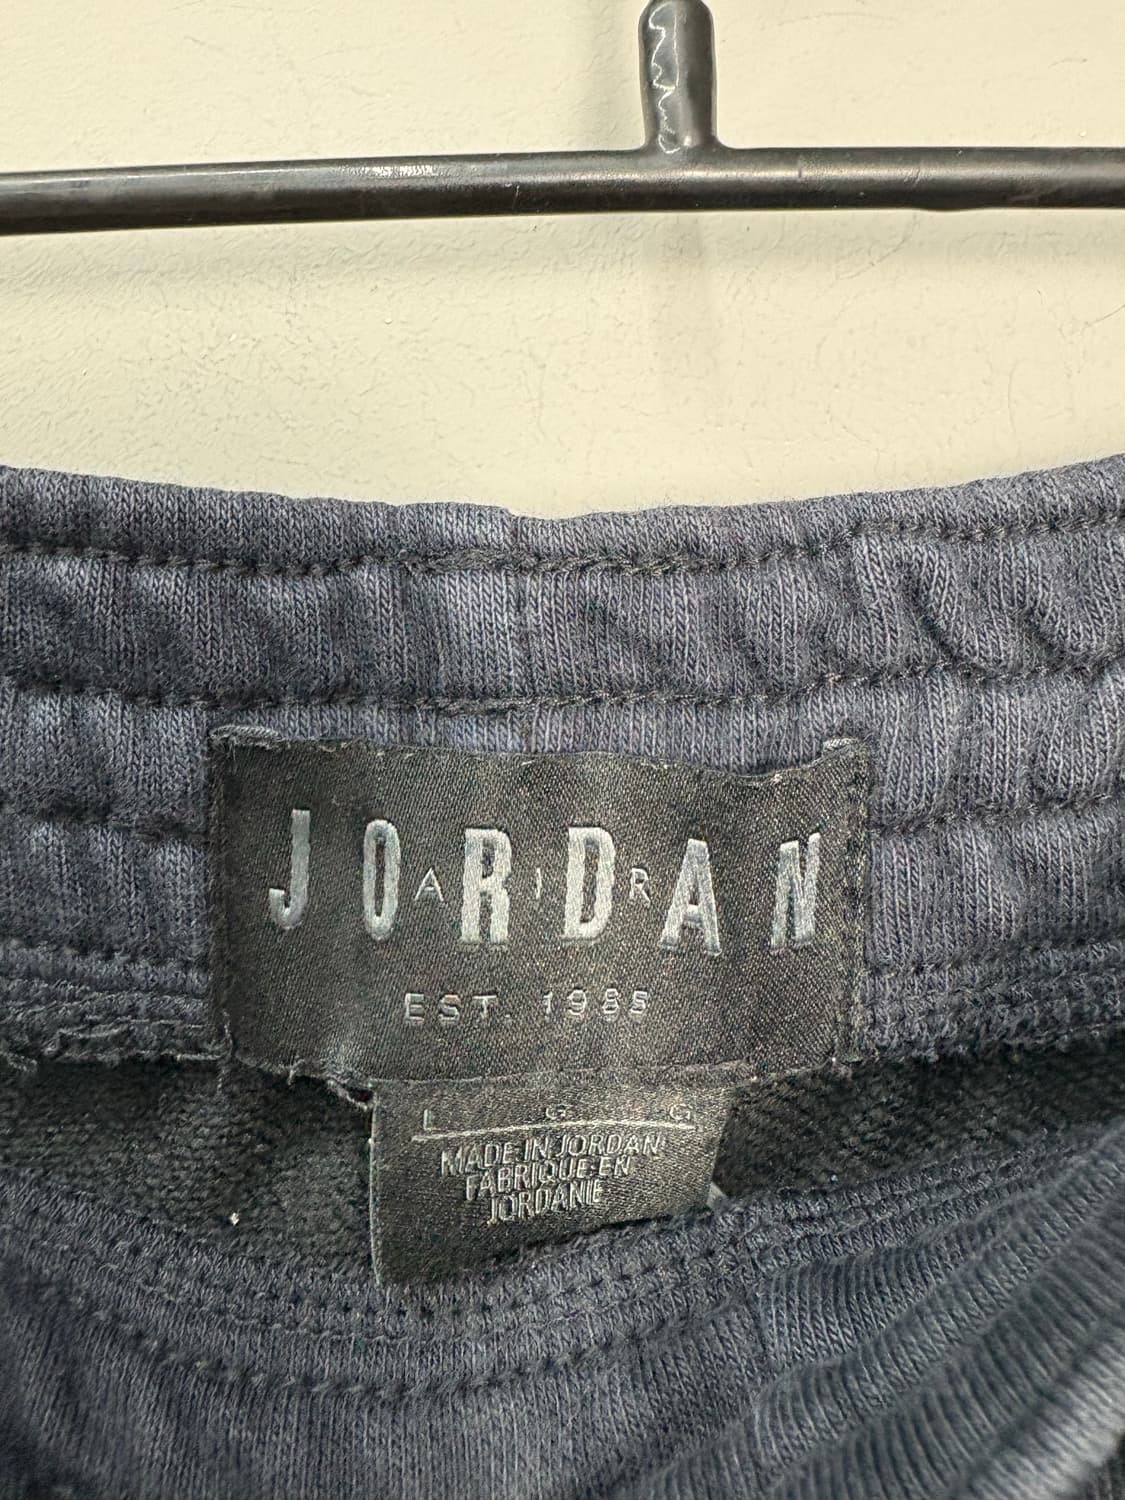 JORDAN
AIR
EST. 1985
L G G
MADE IN JORDAN
FABRIQUE EN
JORDANIE